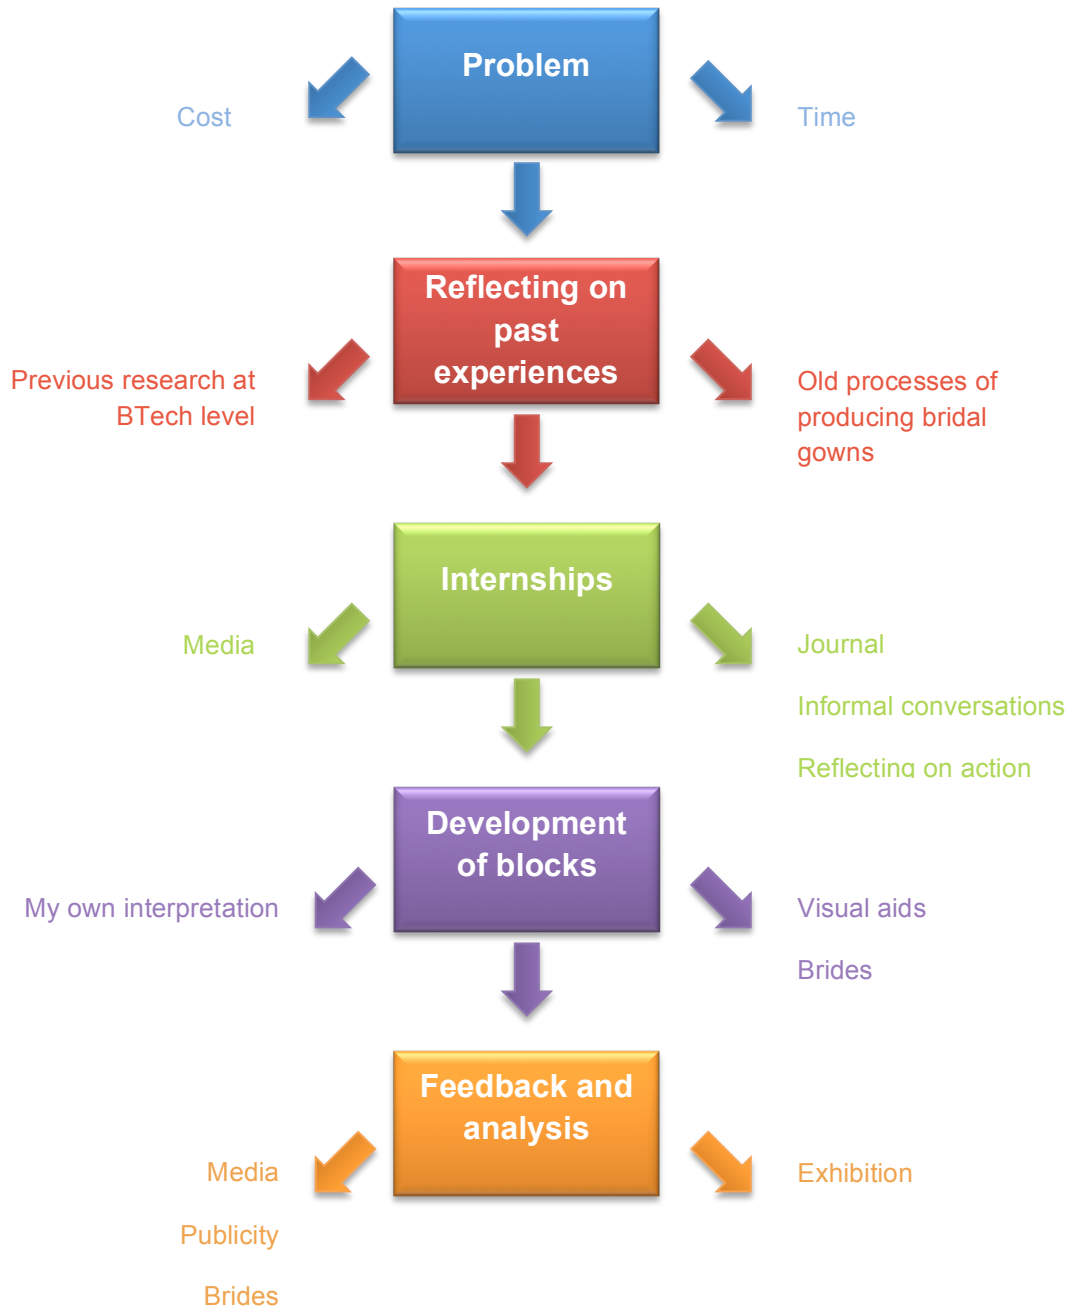 Problem
Cost
Time
Reflecting on
past
experiences
Previous research at
BTech level
Old processes of
producing bridal
gowns
Internships
Media
Journal
Informal conversations
Reflecting on action
Development
of blocks
My own interpretation
Visual aids
Brides
Feedback and
analysis
Media
Publicity
Brides
Exhibition